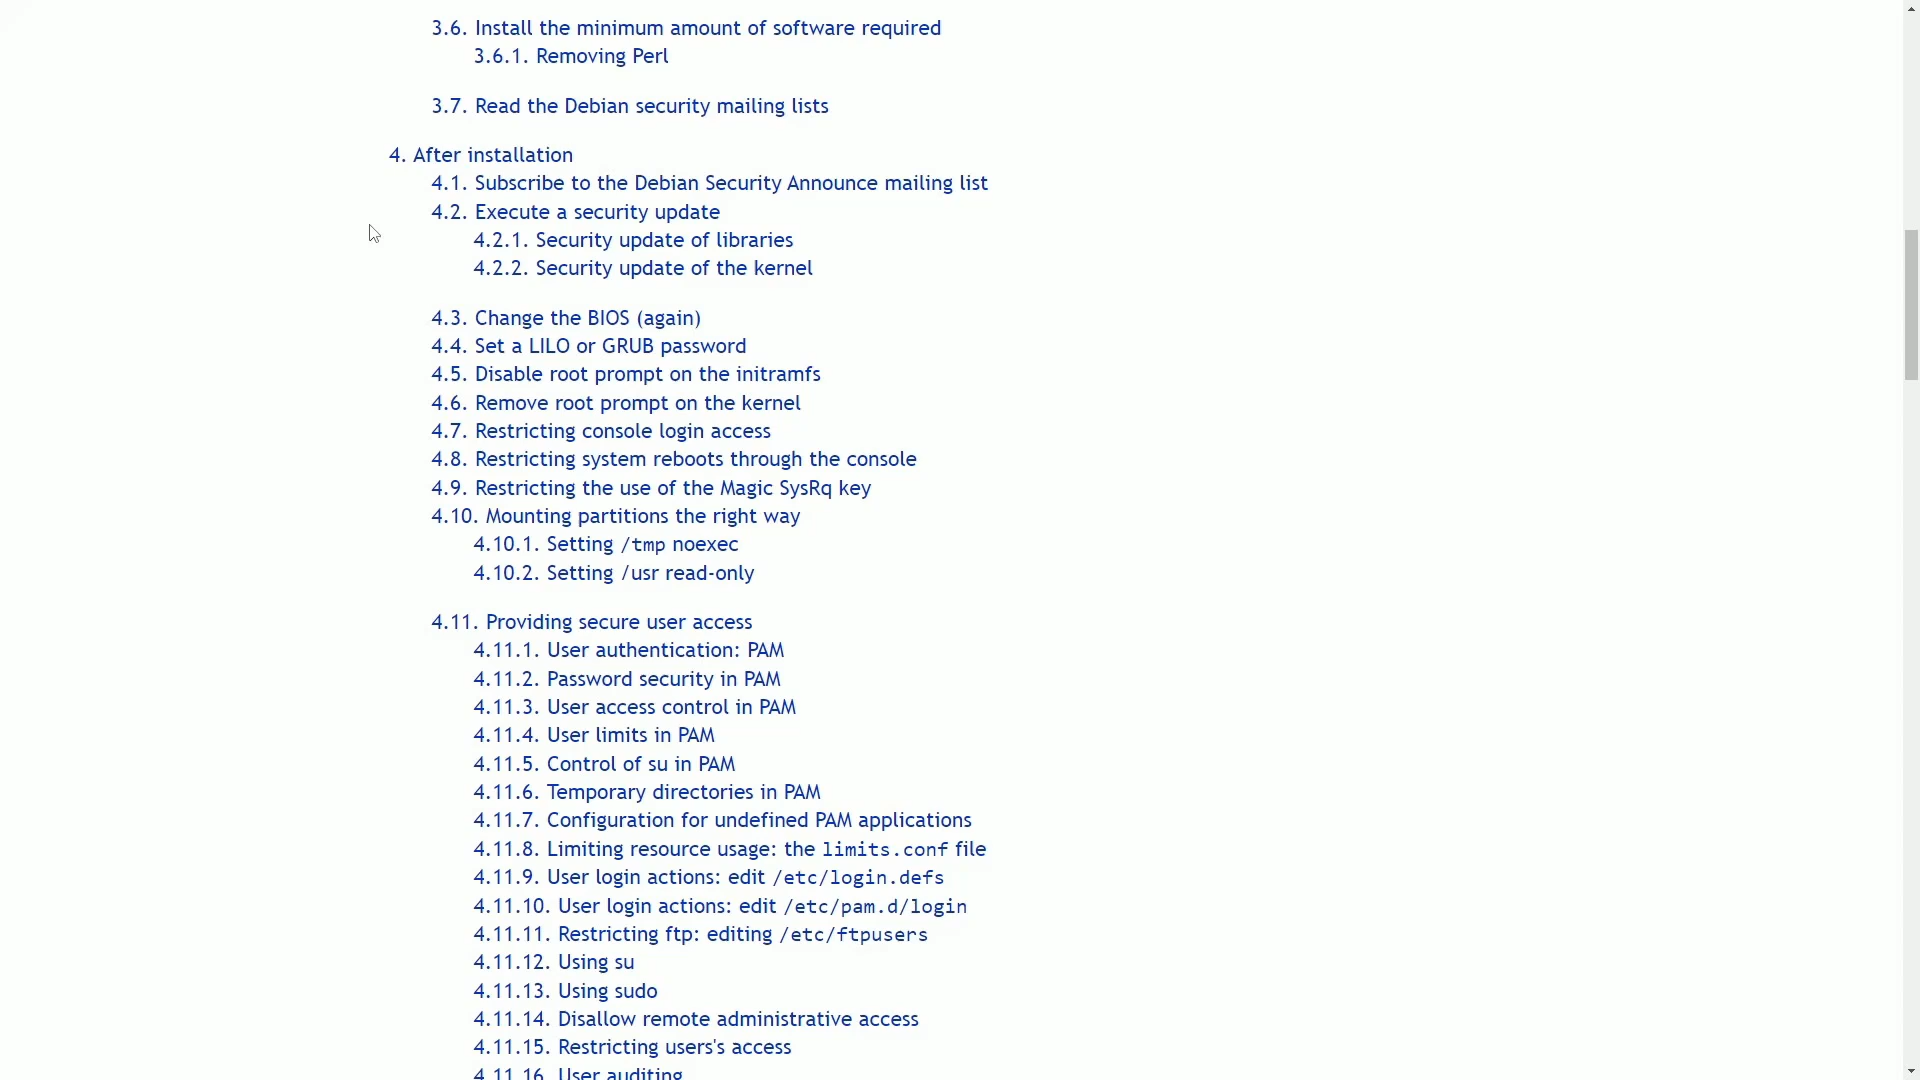 3.6. Install the minimum amount of software required
3.6.1. Removing Perl
3.7. Read the Debian security mailing lists
4. After installation
4.1. Subscribe to the Debian Security Announce mailing list
4.2. Execute a security update
4.2.1. Security update of libraries
4.2.2. Security update of the kernel
4.3. Change the BIOS (again)
4.4. Set a LILO or GRUB password
4.5. Disable root prompt on the initramfs
4.6. Remove root prompt on the kernel
4.7. Restricting console login access
4.8. Restricting system reboots through the console
4.9. Restricting the use of the Magic SysRq key
4.10. Mounting partitions the right way
4.10.1. Setting /tmp noexec
4.10.2. Setting /usr read-only
4.11. Providing secure user access
4.11.1. User authentication: PAM
4.11.2. Password security in PAM
4.11.3. User access control in PAM
4.11.4. User limits in PAM
4.11.5. Control of su in PAM
4.11.6. Temporary directories in PAM
4.11.7. Configuration for undefined PAM applications
4.11.8. Limiting resource usage: the limits.conf file
4.11.9. User login actions: edit /etc/login.defs
4.11.10. User login actions: edit /etc/pam.d/login
4.11.11. Restricting ftp: editing /etc/ftpusers
4.11.12. Using su
4.11.13. Using sudo
4.11.14. Disallow remote administrative access
4.11.15. Restricting users's access
4.11.16. User auditing